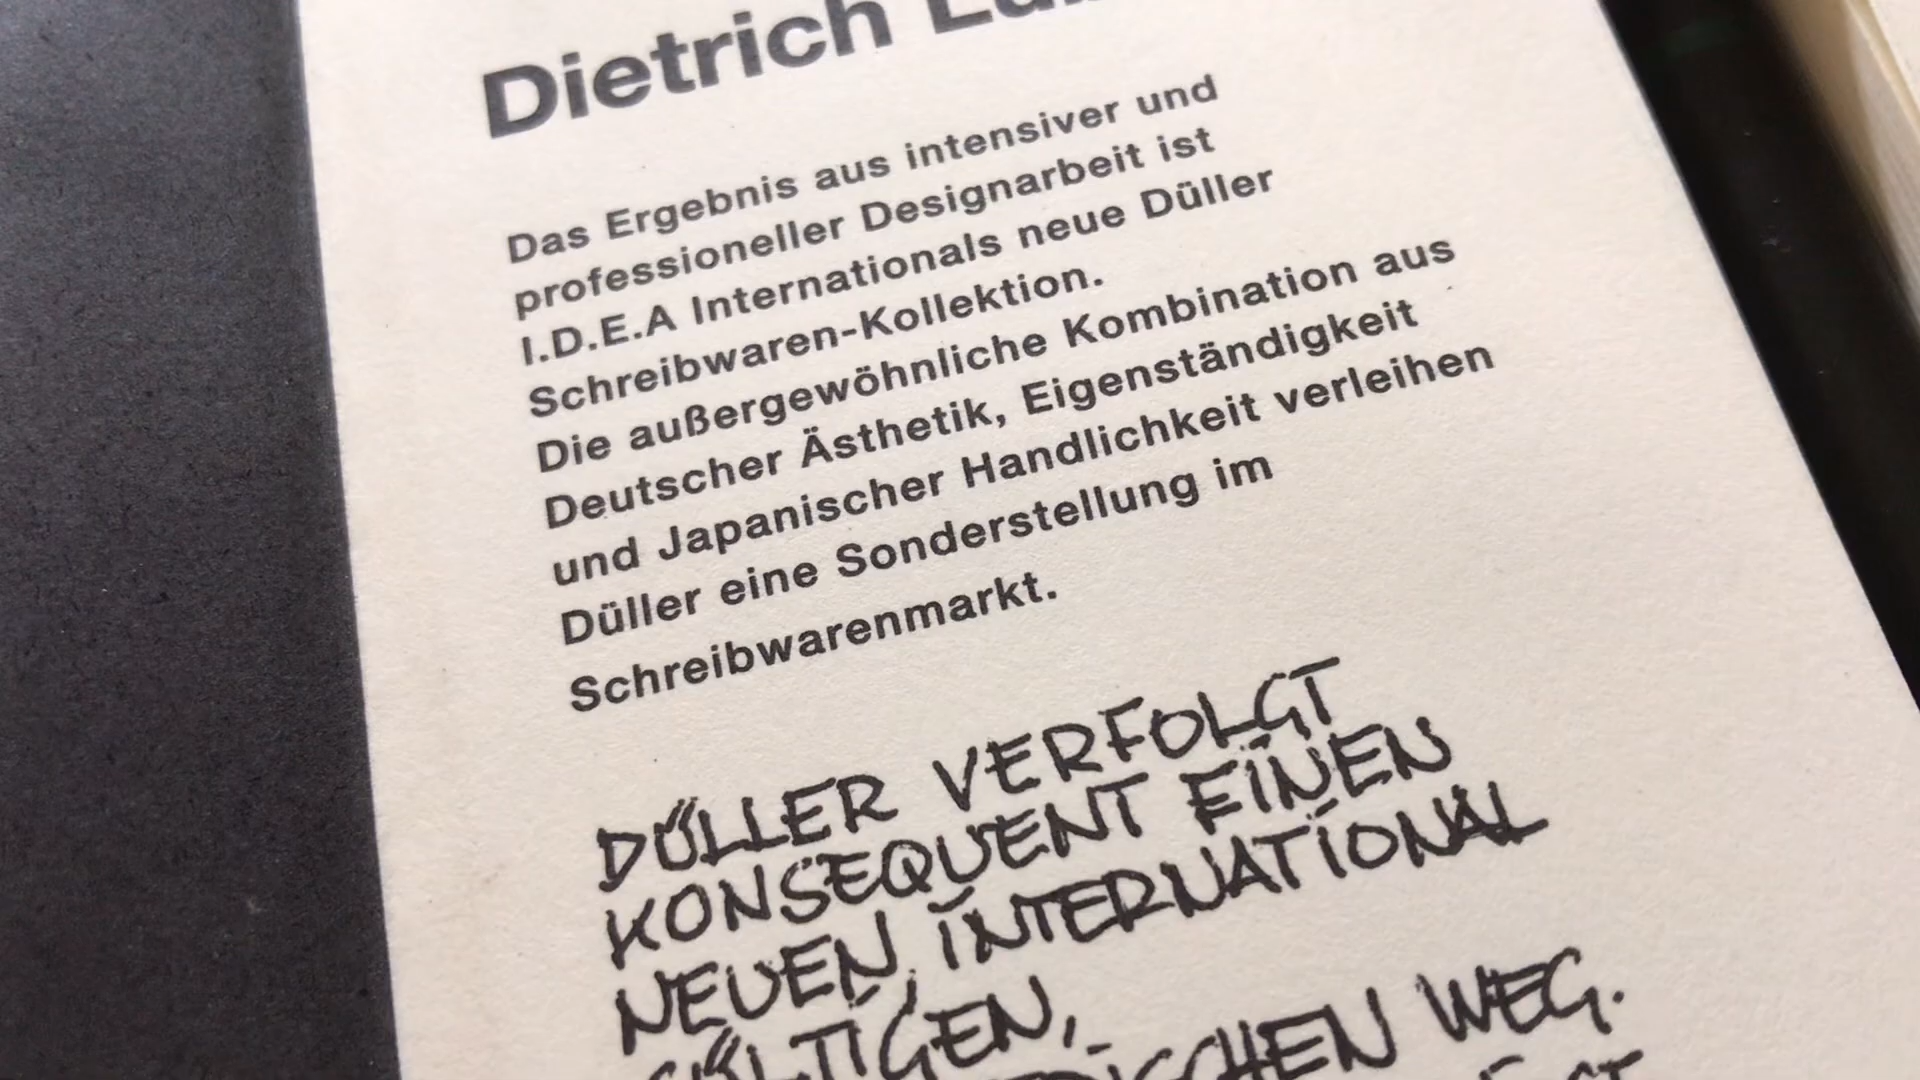 Dietrich
Das Ergebnis aus intensiver und
professioneller Designarbeit ist
I.D.E.A Internationals neue Düller
Schreibwaren-Kollektion.
Die außergewöhnliche Kombination aus
Deutscher Ästhetik, Eigenständigkeit
und Japanischer Handlichkeit verleihen
Düller eine Sonderstellung im
Schreibwarenmarkt.
DÜLLER VERFOLGT
KONSEQUENT EINEN
NEUEN, INTERNATIONAL
GÜLTIGEN,
WEG.